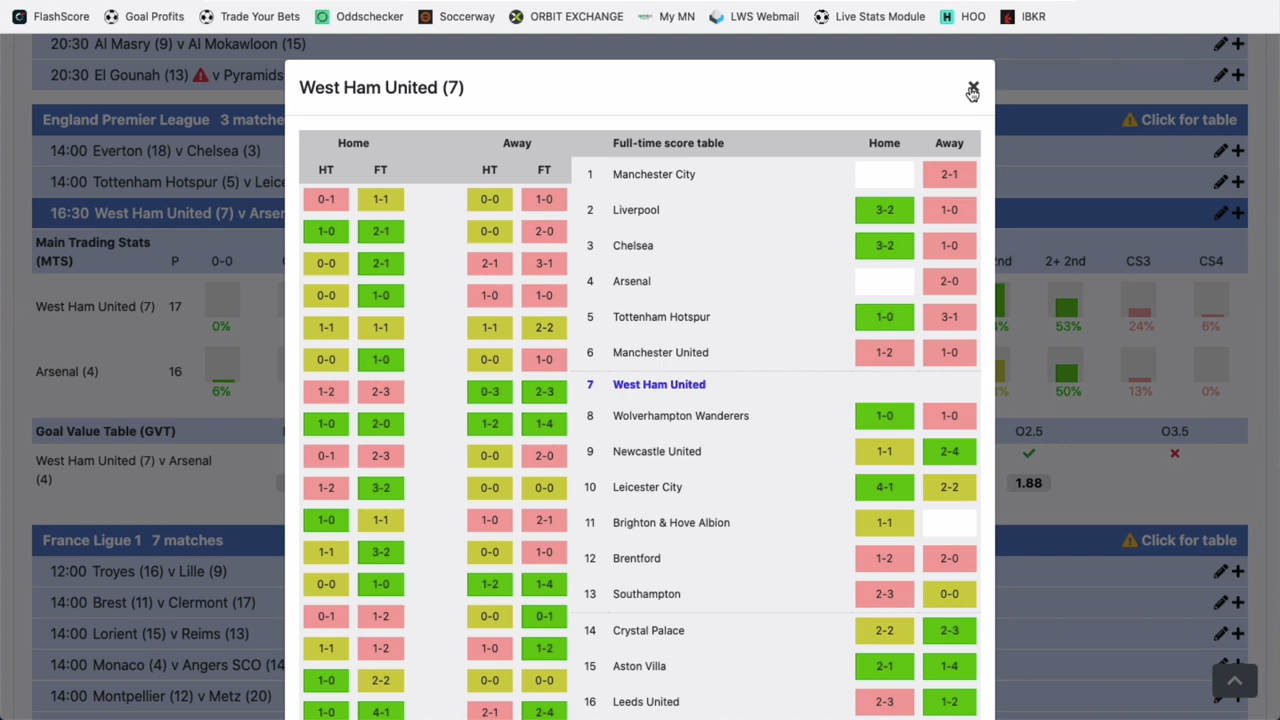 FlashScore Goal Profits Trade Your Bets Oddschecker Soccerway ORBIT EXCHANGE My MN LWS Webmail Live Stats Module HOO IBKR
20:30 Al Masry (9) v Al Mokawloon (15)
20:30 El Gounah (13) v Pyramids
West Ham United (7)
England Premier League 3 matche
Click for table
14:00 Everton (18) v Chelsea (3)
14:00 Tottenham Hotspur (5) v Leice
16:30 West Ham United (7) v Arser
Main Trading Stats
(MTS) P 0-0
2nd 2+ 2nd CS3 CS4
West Ham United (7) 17
0% 53% 24% 6%
Arsenal (4) 16
6% 50% 13% 0%
Goal Value Table (GVT) O2.5 O3.5
West Ham United (7) v Arsenal
(4)
1.88
France Ligue 1 7 matches Click for table
12:00 Troyes (16) v Lille (9)
14:00 Brest (11) v Clermont (17)
14:00 Lorient (15) v Reims (13)
14:00 Monaco (4) v Angers SCO (14
14:00 Montpellier (12) v Metz (20)
Home Away
HT FT HT FT
0-1 1-1 0-0 1-0
1-0 2-1 0-0 2-0
0-0 2-1 2-1 3-1
0-0 1-0 1-0 1-0
1-1 1-1 1-1 2-2
0-0 1-0 0-0 1-0
1-2 2-3 0-3 2-3
1-0 2-0 1-2 1-4
0-1 2-3 0-0 2-0
1-2 3-2 0-0 0-0
1-0 1-1 1-0 2-1
1-1 3-2 0-0 1-0
0-0 1-0 1-2 1-4
0-1 1-2 0-0 0-1
1-1 1-2 1-0 1-2
1-0 2-2 0-0 0-0
1-0 4-1 2-1 2-4
Full-time score table Home Away
1 Manchester City 2-1
2 Liverpool 3-2 1-0
3 Chelsea 3-2 1-0
4 Arsenal 2-0
5 Tottenham Hotspur 1-0 3-1
6 Manchester United 1-2 1-0
7 West Ham United
8 Wolverhampton Wanderers 1-0 1-0
9 Newcastle United 1-1 2-4
10 Leicester City 4-1 2-2
11 Brighton & Hove Albion 1-1
12 Brentford 1-2 2-0
13 Southampton 2-3 0-0
14 Crystal Palace 2-2 2-3
15 Aston Villa 2-1 1-4
16 Leeds United 2-3 1-2